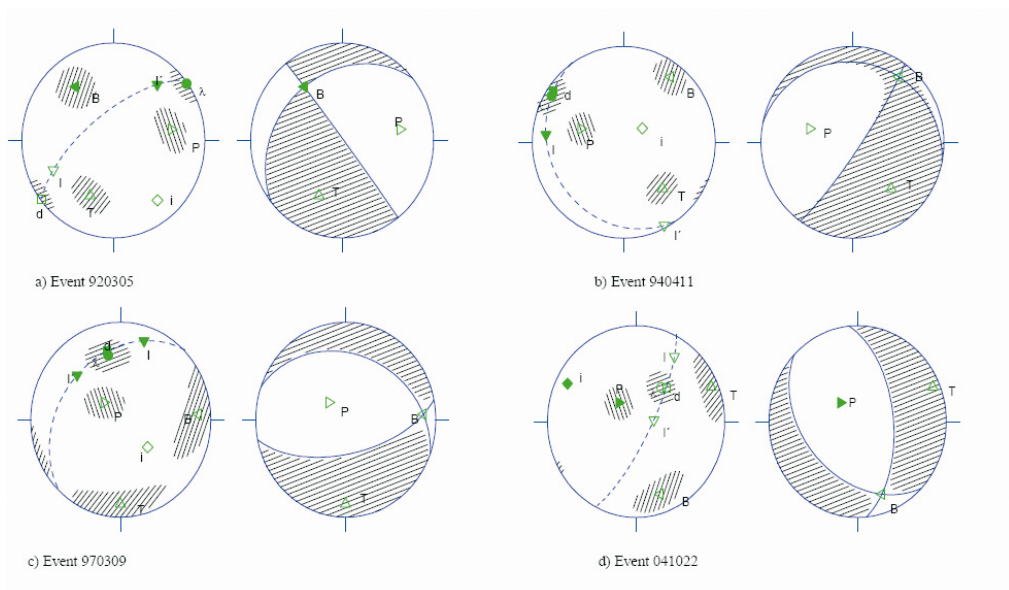 I´ λ
B B
P P
I T T
d i
a) Event 920305
d B B
P i P
I
T T
I´
b) Event 940411
d
I
I´
P P
B B
i
T T
c) Event 970309
I i
P d T P T
I´
B B
d) Event 041022